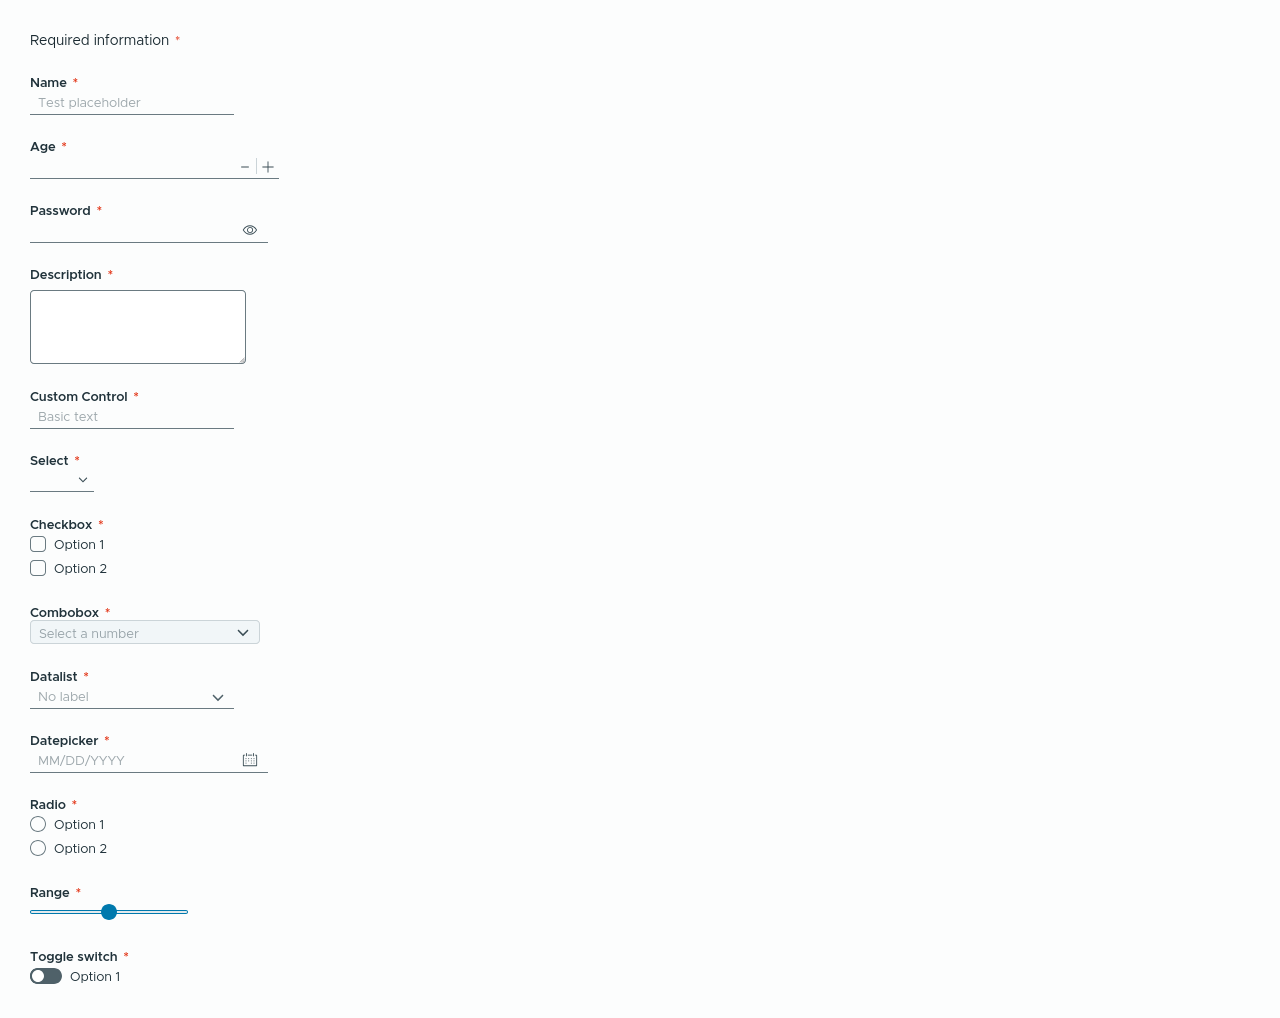 Required information *
Name *
Test placeholder
Age *
Password *
Description *
Custom Control *
Basic text
Select *
Checkbox *
Option 1
Option 2
Combobox *
Select a number
Datalist *
No label
Datepicker *
MM/DD/YYYY
Radio *
Option 1
Option 2
Range *
Toggle switch *
Option 1